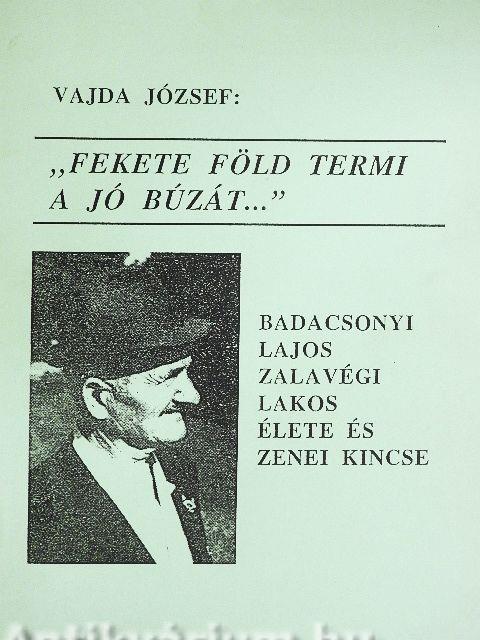 VAJDA JÓZSEF:
„FEKETE FÖLD TERMI
A JÓ BÚZÁT...”
BADACSONYI
LAJOS
ZALAVÉGI
LAKOS
ÉLETE ÉS
ZENEI KINCSE